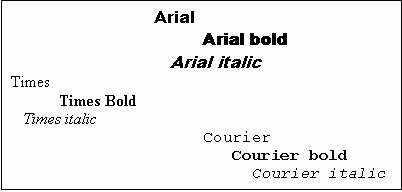 Arial
Arial bold
Arial italic
Times
Times Bold
Times italic
Courier
Courier bold
Courier italic